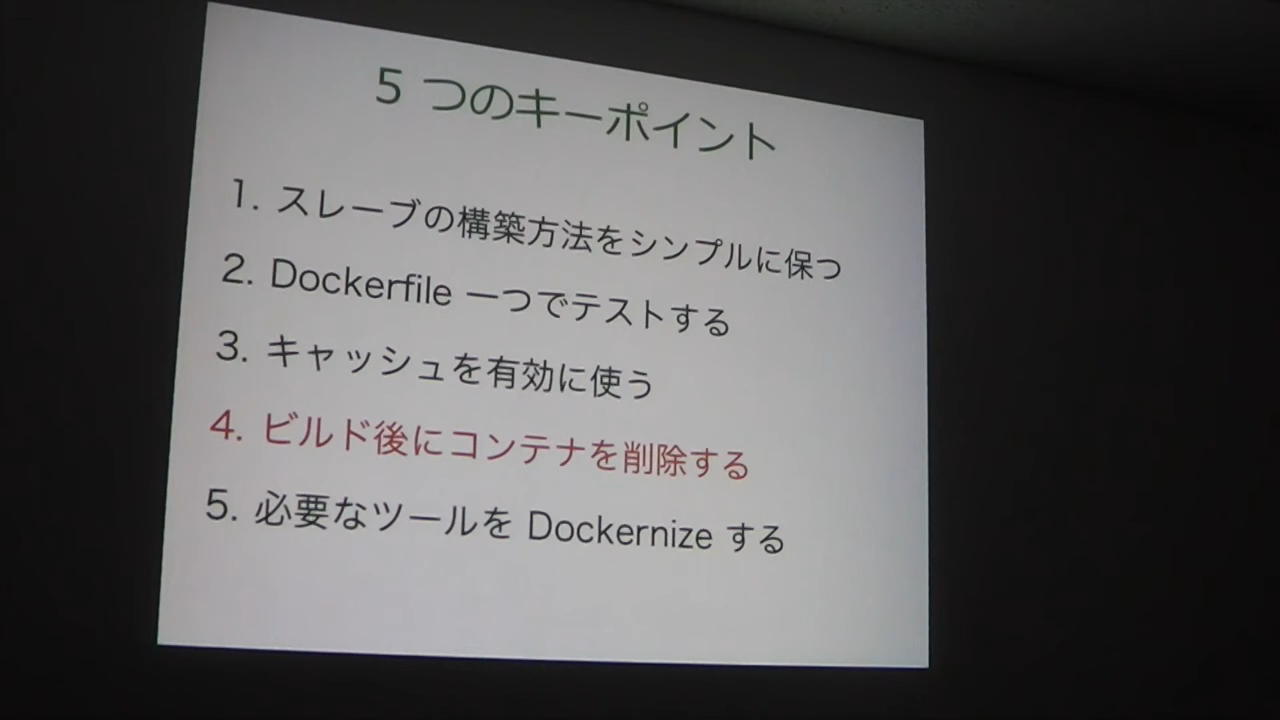 5 つのキーポイント
1. スレーブの構築方法をシンプルに保つ
2. Dockerfile 一つでテストする
3. キャッシュを有効に使う
4. ビルド後にコンテナを削除する
5. 必要なツールを Dockernize する